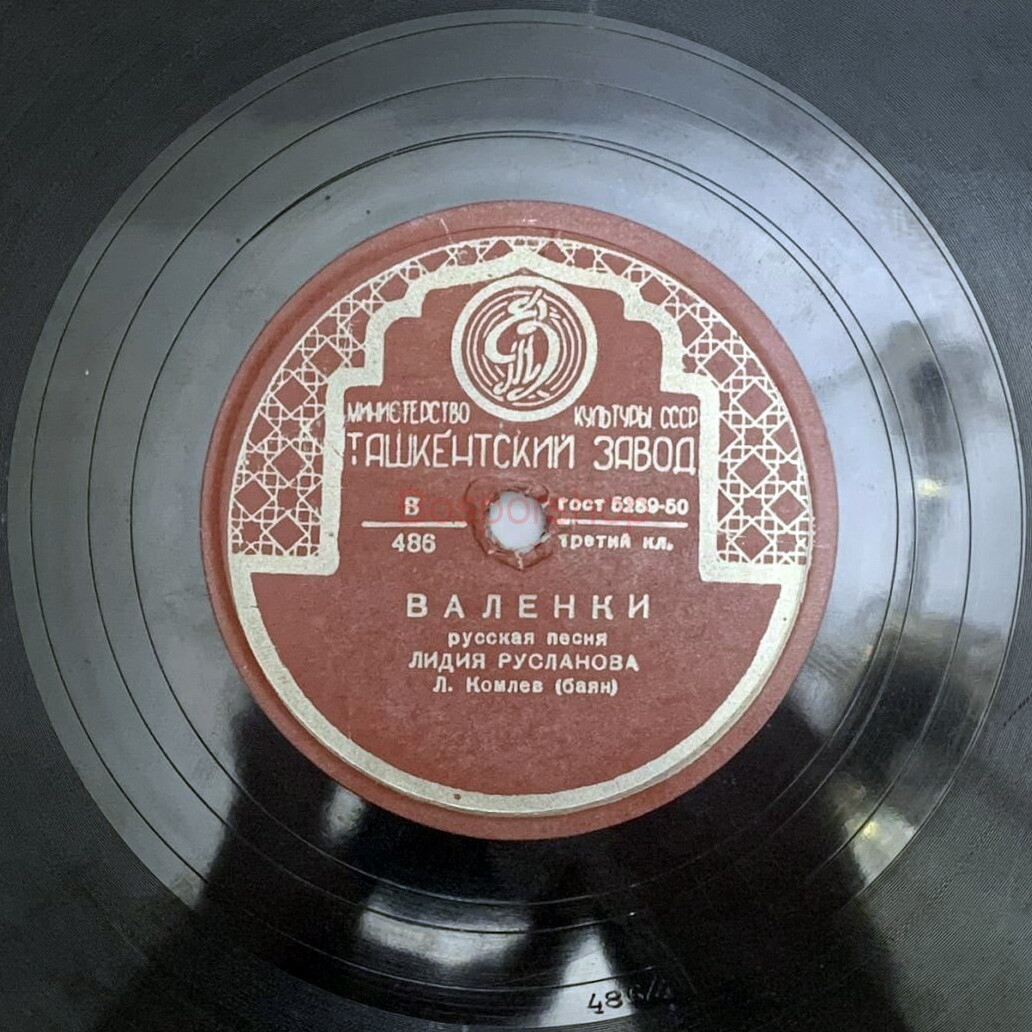 МИНИСТЕРСТВО КУЛЬТУРЫ СССР
ТАШКЕНТСКИЙ ЗАВОД
В ГОСТ 5289-50
486 третий кл.
ВАЛЕНКИ
русская песня
ЛИДИЯ РУСЛАНОВА
Л. Комлев (баян)